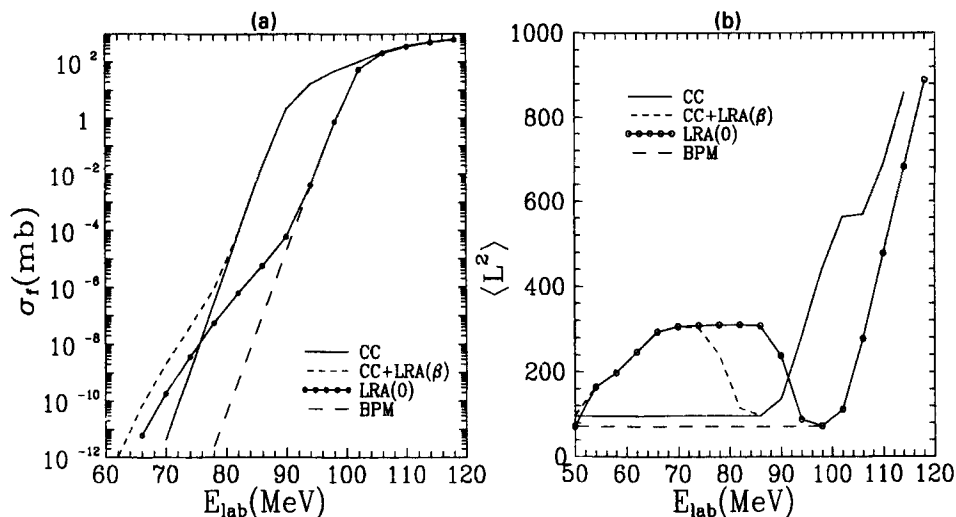 (a)
σf(mb)
10²
1
10⁻²
10⁻⁴
10⁻⁶
10⁻⁸
10⁻¹⁰
10⁻¹²
CC
CC+LRA(β)
LRA(0)
BPM
60 70 80 90 100 110 120
Elab(MeV)
(b)
⟨L²⟩
1000
800
600
400
200
0
CC
CC+LRA(β)
LRA(0)
BPM
50 60 70 80 90 100 110 120
Elab(MeV)